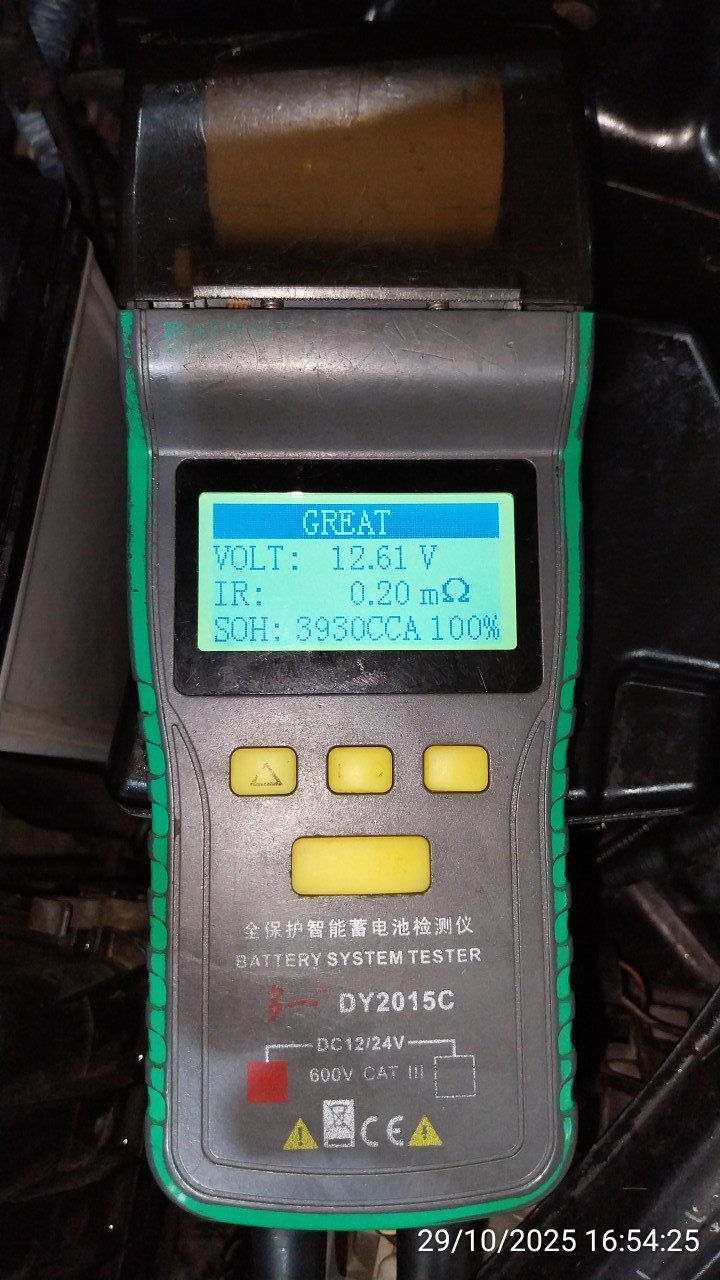 GREAT
VOLT: 12.61 V
IR: 0.20 mΩ
SOH: 3930CCA 100%
全保护智能蓄电池检测仪
BATTERY SYSTEM TESTER
DY2015C
DC12/24V
600V CAT III
CE
29/10/2025 16:54:25